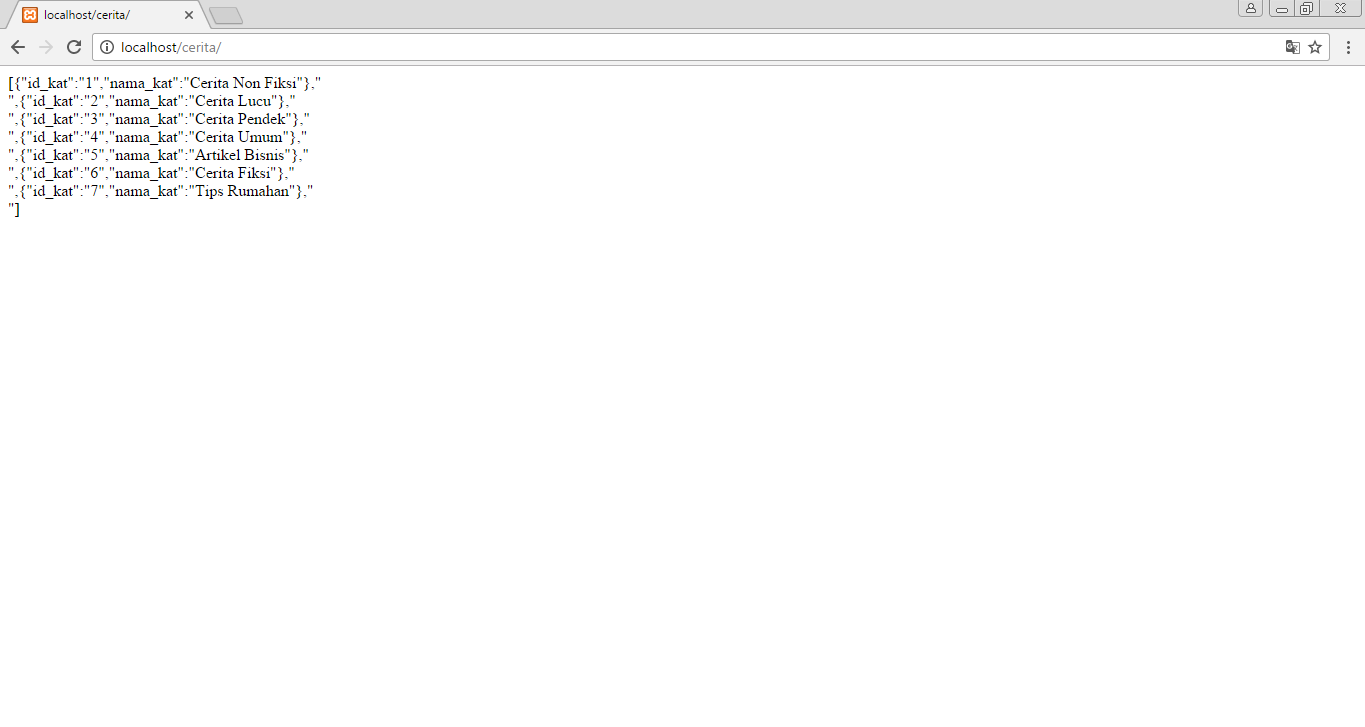 localhost/cerita/
localhost/cerita/
[{"id_kat":"1","nama_kat":"Cerita Non Fiksi"},"
",{"id_kat":"2","nama_kat":"Cerita Lucu"},"
",{"id_kat":"3","nama_kat":"Cerita Pendek"},"
",{"id_kat":"4","nama_kat":"Cerita Umum"},"
",{"id_kat":"5","nama_kat":"Artikel Bisnis"},"
",{"id_kat":"6","nama_kat":"Cerita Fiksi"},"
",{"id_kat":"7","nama_kat":"Tips Rumahan"},"
"]